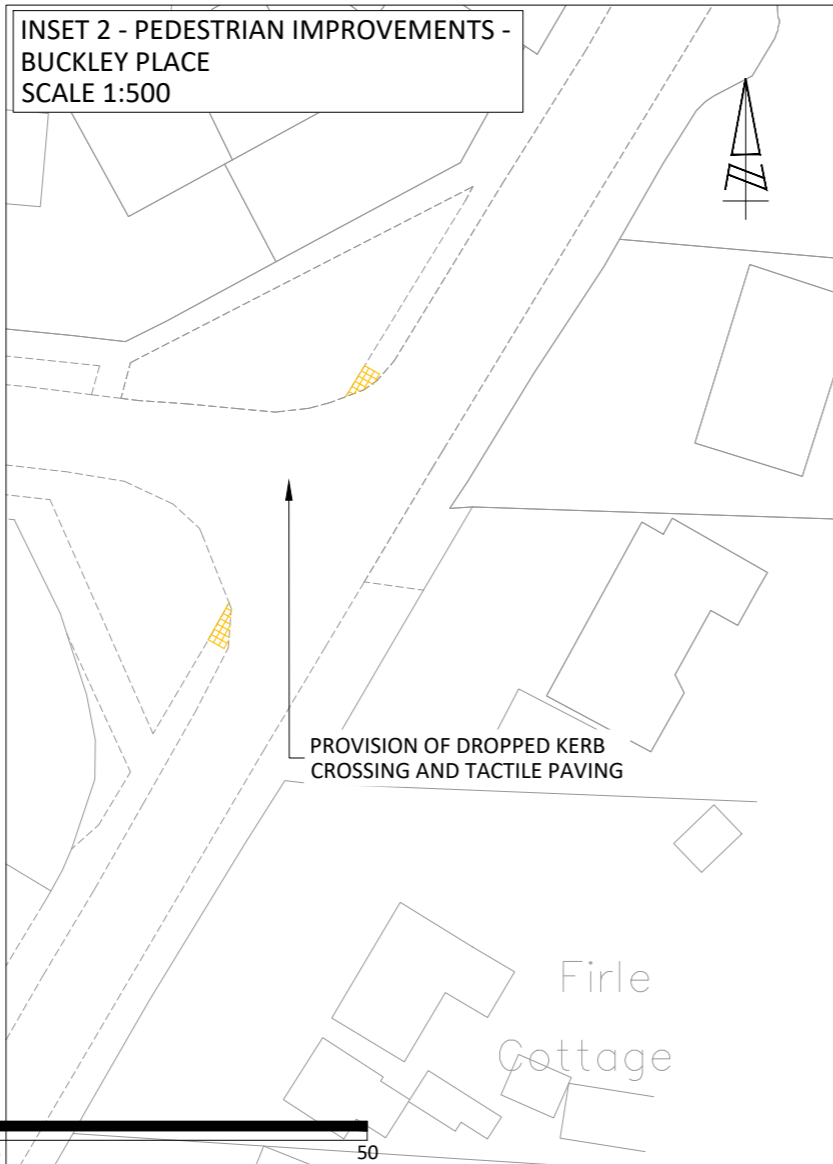 INSET 2 - PEDESTRIAN IMPROVEMENTS -
BUCKLEY PLACE
SCALE 1:500
N
PROVISION OF DROPPED KERB
CROSSING AND TACTILE PAVING
Firle
Cottage
50